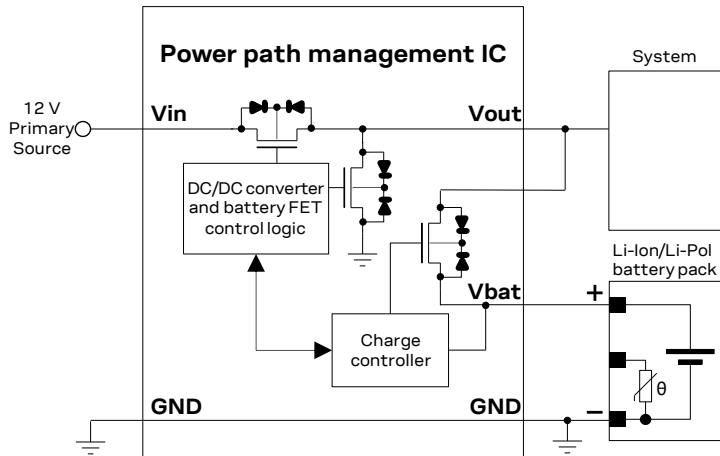 Power path management IC
System
12 V
Primary
Source
Vin
Vout
DC/DC converter
and battery FET
control logic
Li-Ion/Li-Pol
battery pack
Vbat
+
Charge
controller
θ
GND
GND
−